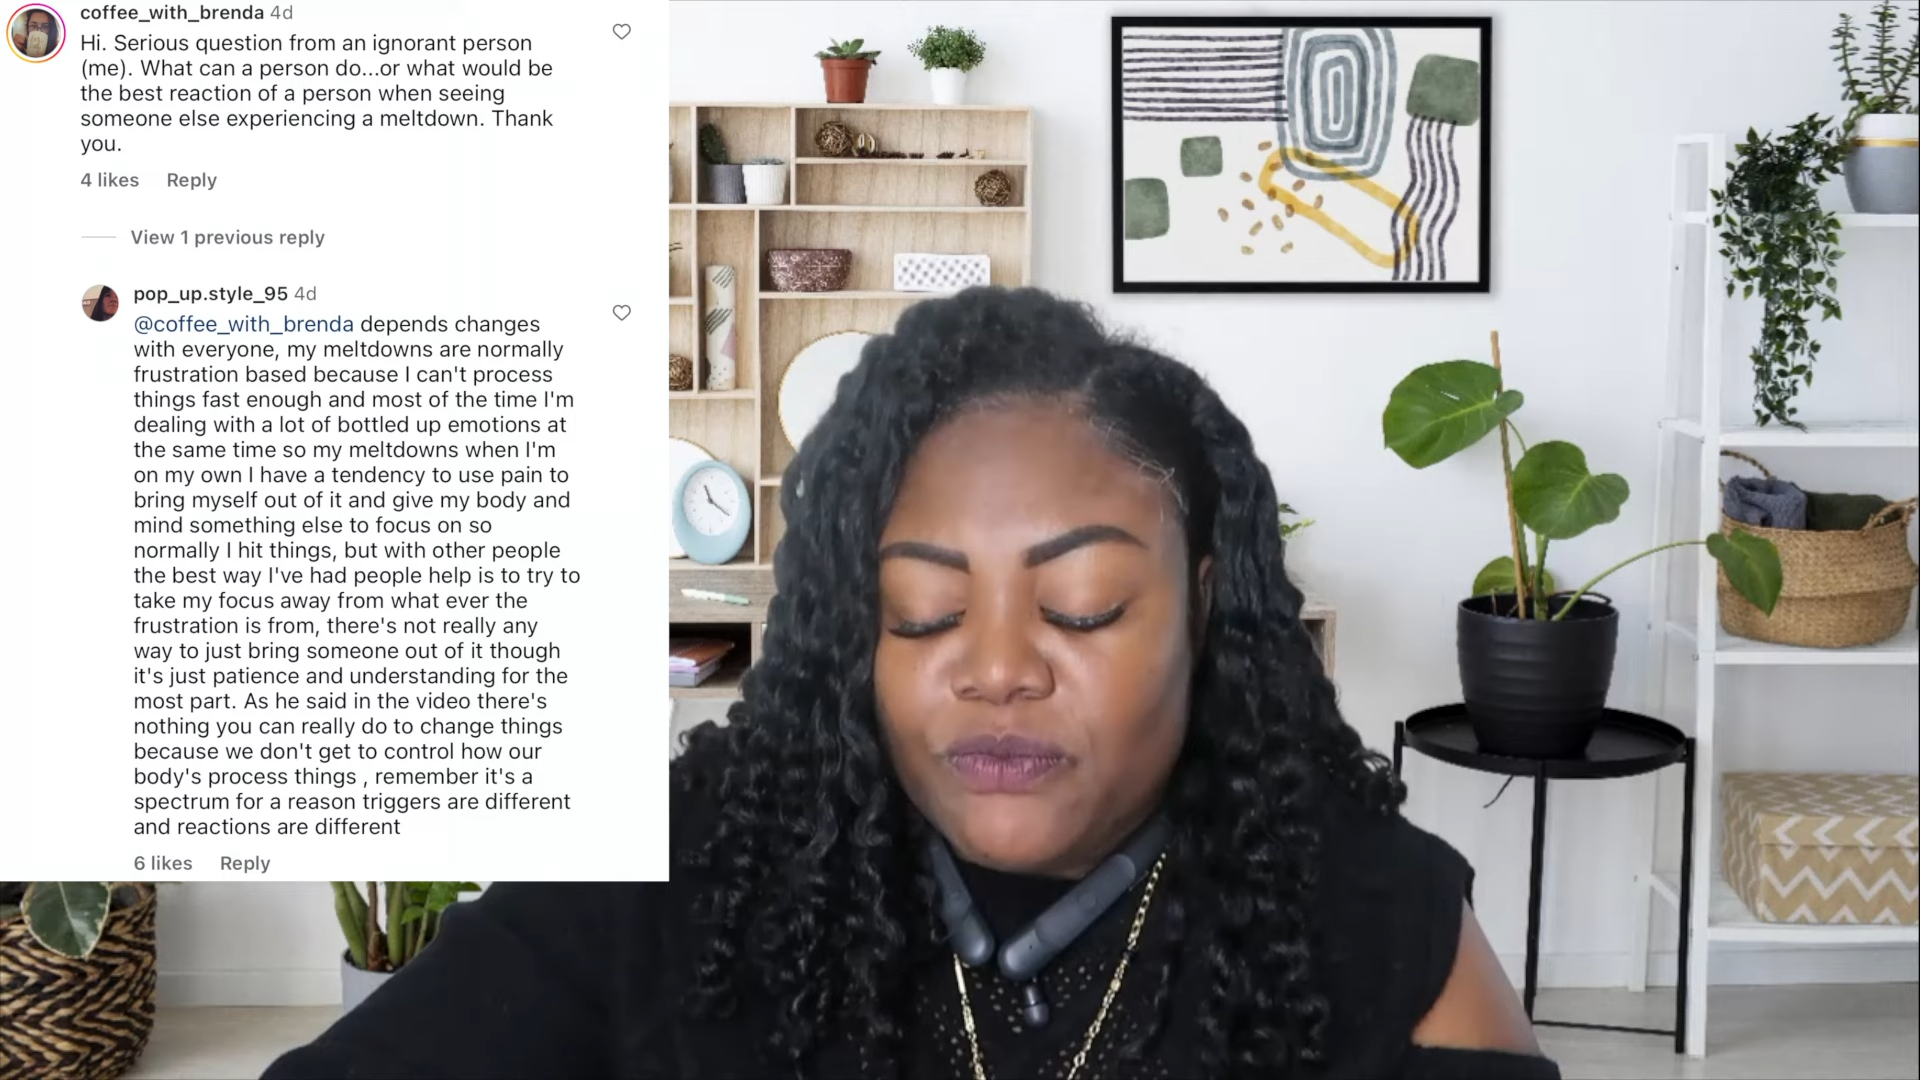 coffee_with_brenda 4d
Hi. Serious question from an ignorant person
(me). What can a person do...or what would be
the best reaction of a person when seeing
someone else experiencing a meltdown. Thank
you.
4 likes Reply
View 1 previous reply
pop_up.style_95 4d
@coffee_with_brenda depends changes
with everyone, my meltdowns are normally
frustration based because I can't process
things fast enough and most of the time I'm
dealing with a lot of bottled up emotions at
the same time so my meltdowns when I'm
on my own I have a tendency to use pain to
bring myself out of it and give my body and
mind something else to focus on so
normally I hit things, but with other people
the best way I've had people help is to try to
take my focus away from what ever the
frustration is from, there's not really any
way to just bring someone out of it though
it's just patience and understanding for the
most part. As he said in the video there's
nothing you can really do to change things
because we don't get to control how our
body's process things , remember it's a
spectrum for a reason triggers are different
and reactions are different
6 likes Reply